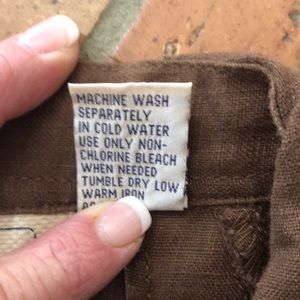 MACHINE WASH
SEPARATELY
IN COLD WATER
USE ONLY NON-
CHLORINE BLEACH
WHEN NEEDED
TUMBLE DRY LOW
WARM IRON